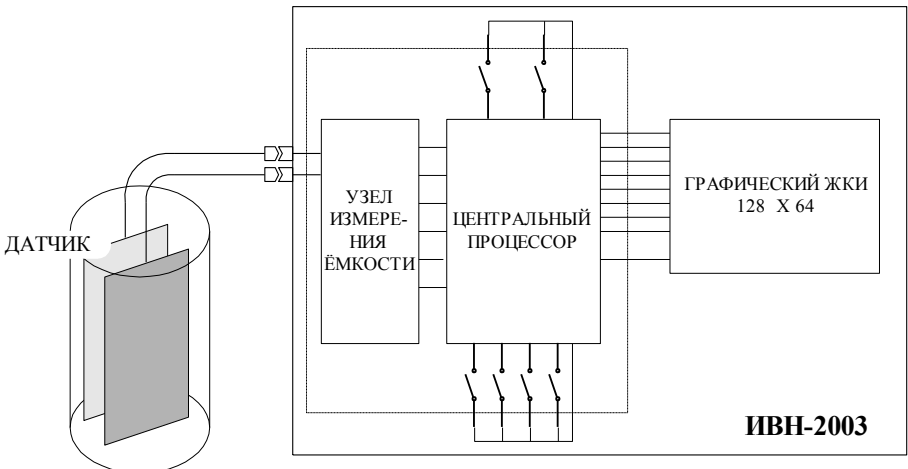 ДАТЧИК
УЗЕЛ
ИЗМЕРЕ-
НИЯ
ЁМКОСТИ
ЦЕНТРАЛЬНЫЙ
ПРОЦЕССОР
ГРАФИЧЕСКИЙ ЖКИ
128 X 64
ИВН-2003